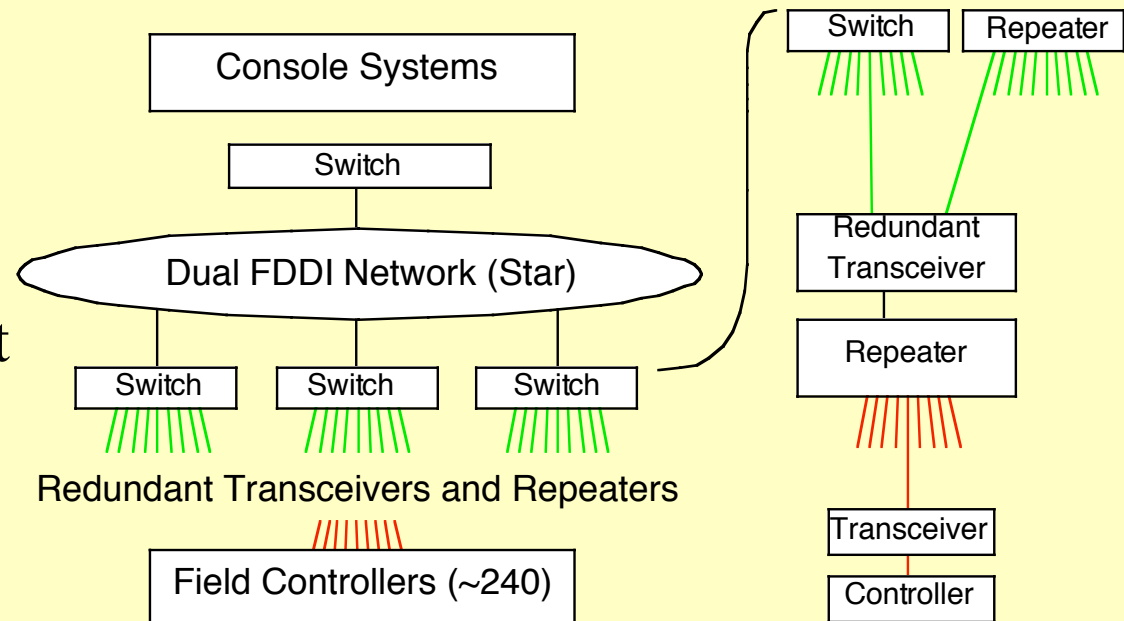 Console Systems
Switch
Dual FDDI Network (Star)
t
Switch Switch Switch
Redundant Transceivers and Repeaters
Field Controllers (~240)
Switch Repeater
Redundant
Transceiver
Repeater
Transceiver
Controller